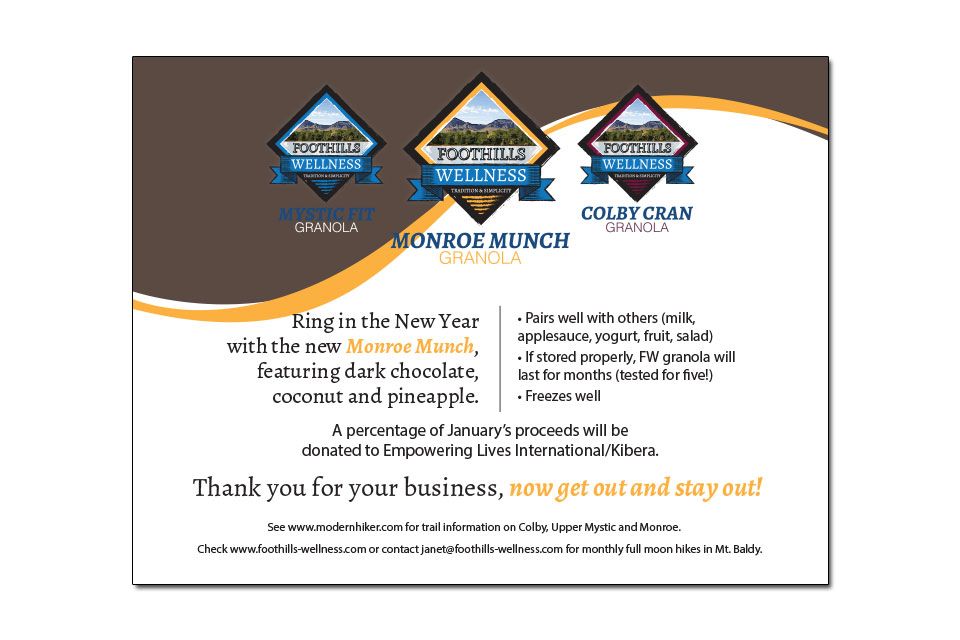 FOOTHILLS
WELLNESS
TRADITION & SIMPLICITY
MYSTIC FIT
GRANOLA
FOOTHILLS
WELLNESS
TRADITION & SIMPLICITY
MONROE MUNCH
GRANOLA
FOOTHILLS
WELLNESS
TRADITION & SIMPLICITY
COLBY CRAN
GRANOLA
Ring in the New Year
with the new Monroe Munch,
featuring dark chocolate,
coconut and pineapple.
• Pairs well with others (milk,
applesauce, yogurt, fruit, salad)
• If stored properly, FW granola will
last for months (tested for five!)
• Freezes well
A percentage of January’s proceeds will be
donated to Empowering Lives International/Kibera.
Thank you for your business, now get out and stay out!
See www.modernhiker.com for trail information on Colby, Upper Mystic and Monroe.
Check www.foothills-wellness.com or contact janet@foothills-wellness.com for monthly full moon hikes in Mt. Baldy.